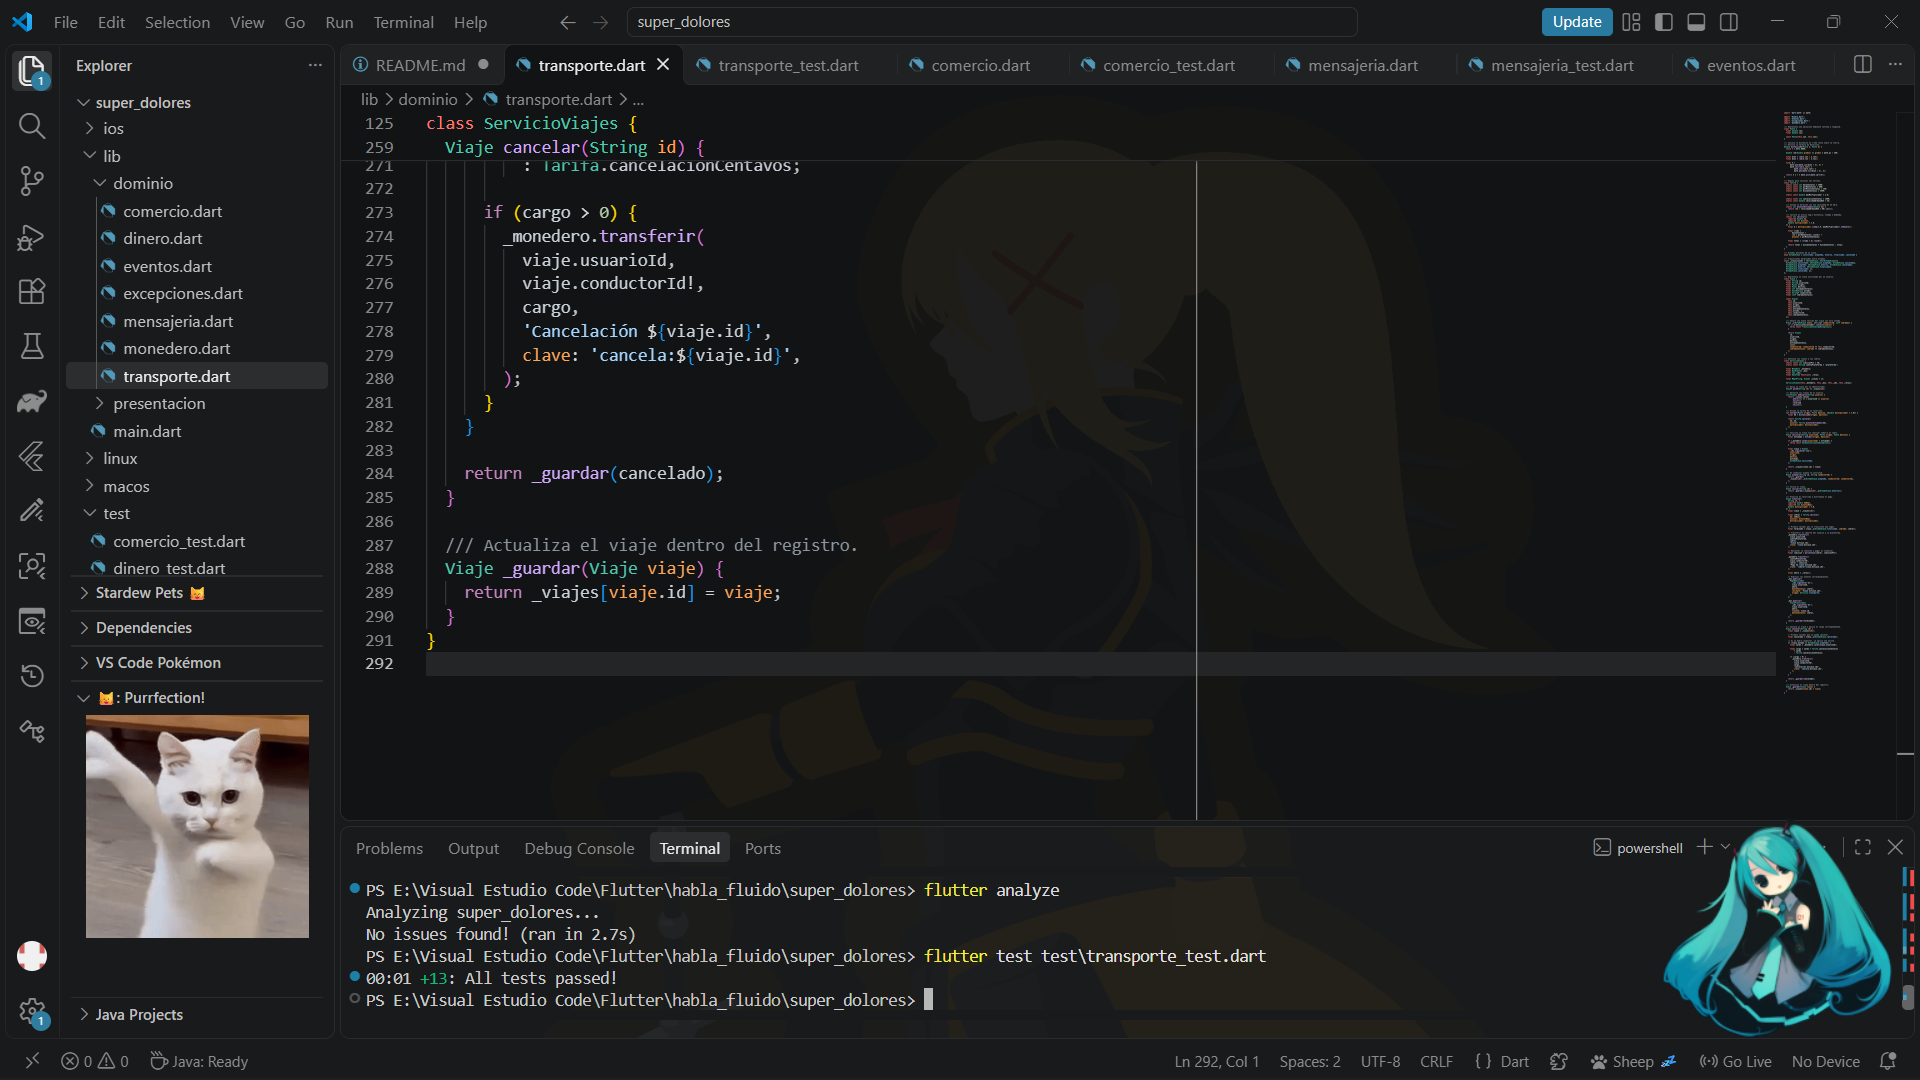 File Edit Selection View Go Run Terminal Help
super_dolores
Update
Explorer
super_dolores
ios
lib
dominio
comercio.dart
dinero.dart
eventos.dart
excepciones.dart
mensajeria.dart
monedero.dart
transporte.dart
presentacion
main.dart
linux
macos
test
comercio_test.dart
dinero_test.dart
Stardew Pets
Dependencies
VS Code Pokémon
: Purrfection!
Java Projects
1
1
README.md
transporte.dart
transporte_test.dart
comercio.dart
comercio_test.dart
mensajeria.dart
mensajeria_test.dart
eventos.dart
lib > dominio > transporte.dart > ...
125 class ServicioViajes {
259 Viaje cancelar(String id) {
271 : Tarifa.cancelacionCentavos;
272
273 if (cargo > 0) {
274 _monedero.transferir(
275 viaje.usuarioId,
276 viaje.conductorId!,
277 cargo,
278 'Cancelación ${viaje.id}',
279 clave: 'cancela:${viaje.id}',
280 );
281 }
282 }
283
284 return _guardar(cancelado);
285 }
286
287 /// Actualiza el viaje dentro del registro.
288 Viaje _guardar(Viaje viaje) {
289 return _viajes[viaje.id] = viaje;
290 }
291 }
292
Problems Output Debug Console Terminal Ports
powershell
PS E:\Visual Estudio Code\Flutter\habla_fluido\super_dolores> flutter analyze
Analyzing super_dolores...
No issues found! (ran in 2.7s)
PS E:\Visual Estudio Code\Flutter\habla_fluido\super_dolores> flutter test test\transporte_test.dart
00:01 +13: All tests passed!
PS E:\Visual Estudio Code\Flutter\habla_fluido\super_dolores>
0 0 Java: Ready
Ln 292, Col 1 Spaces: 2 UTF-8 CRLF { } Dart Sheep Go Live No Device